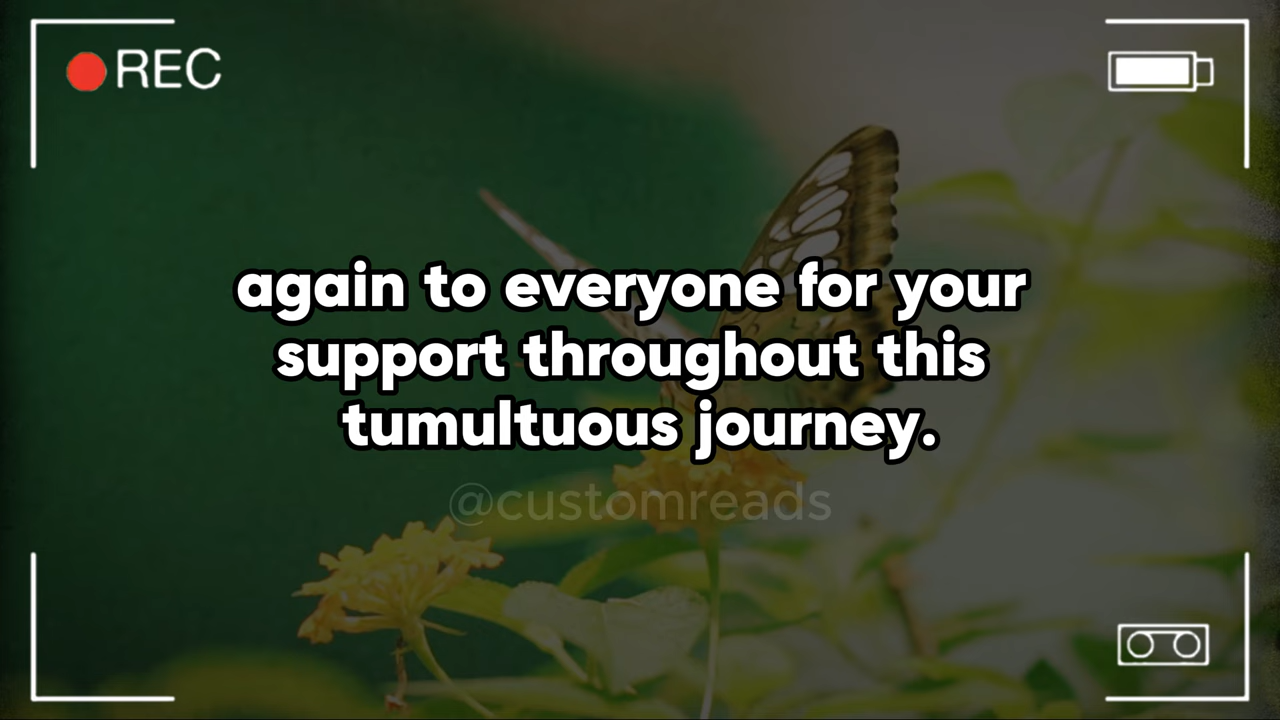 REC
again to everyone for your
support throughout this
tumultuous journey.
@customreads